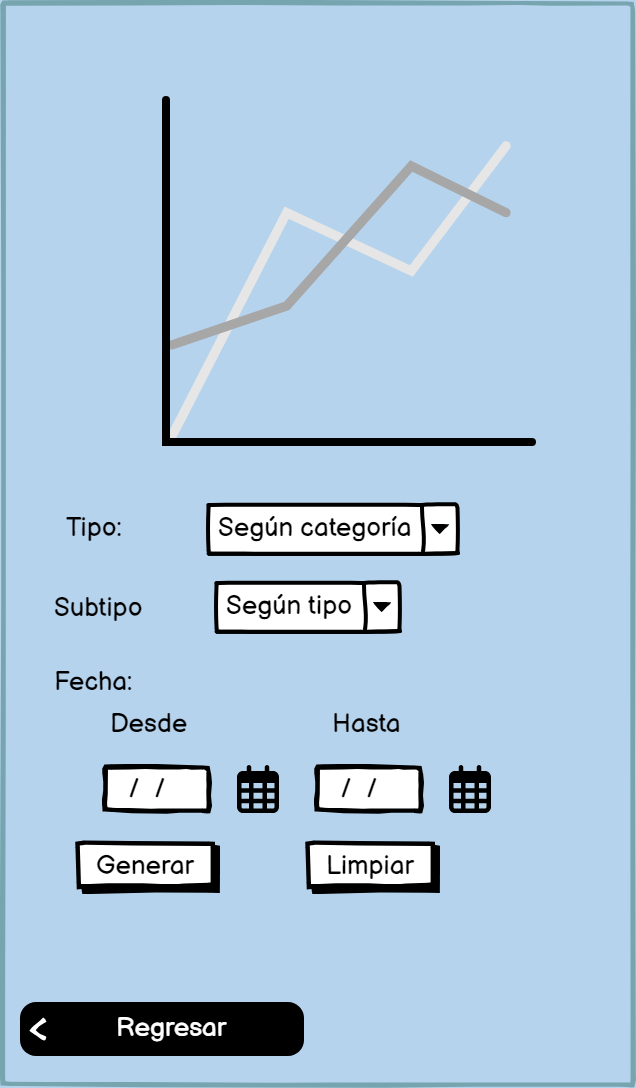 Tipo: Según categoría
Subtipo Según tipo
Fecha:
Desde Hasta
/ / / /
Generar Limpiar
Regresar